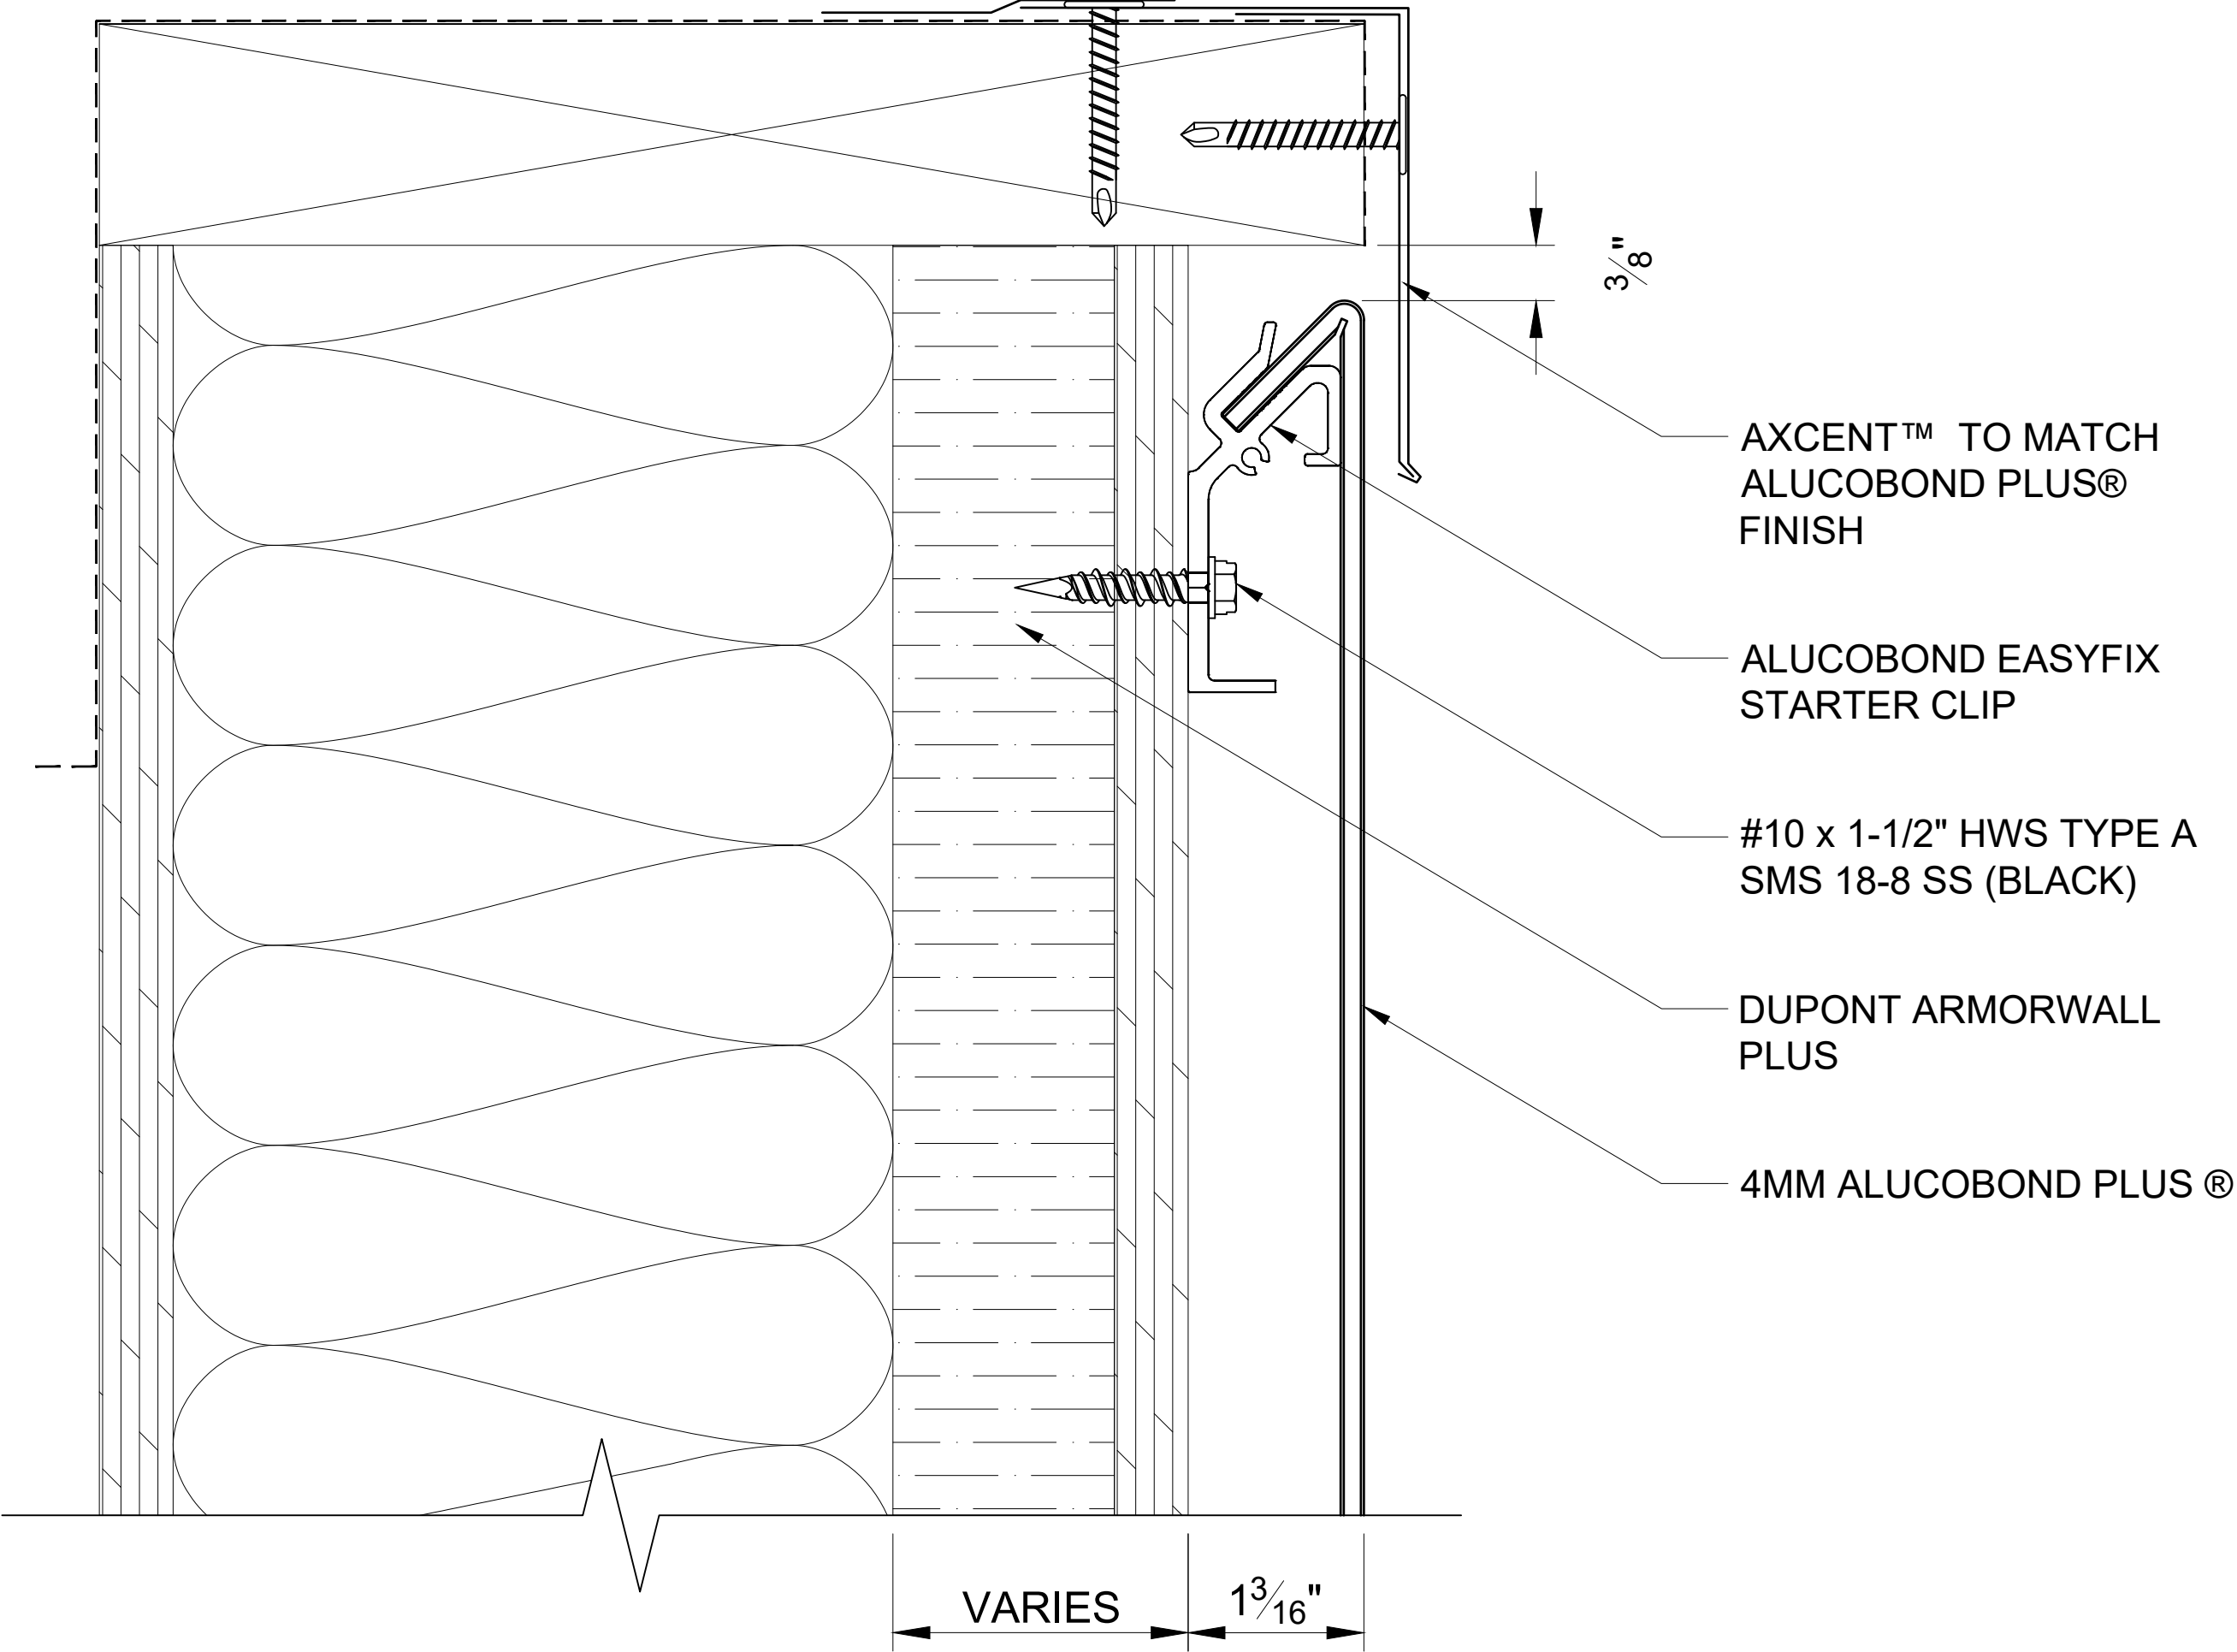 3/8"
AXCENT™ TO MATCH
ALUCOBOND PLUS®
FINISH
ALUCOBOND EASYFIX
STARTER CLIP
#10 x 1-1/2" HWS TYPE A
SMS 18-8 SS (BLACK)
DUPONT ARMORWALL
PLUS
4MM ALUCOBOND PLUS ®
VARIES
1 3/16"